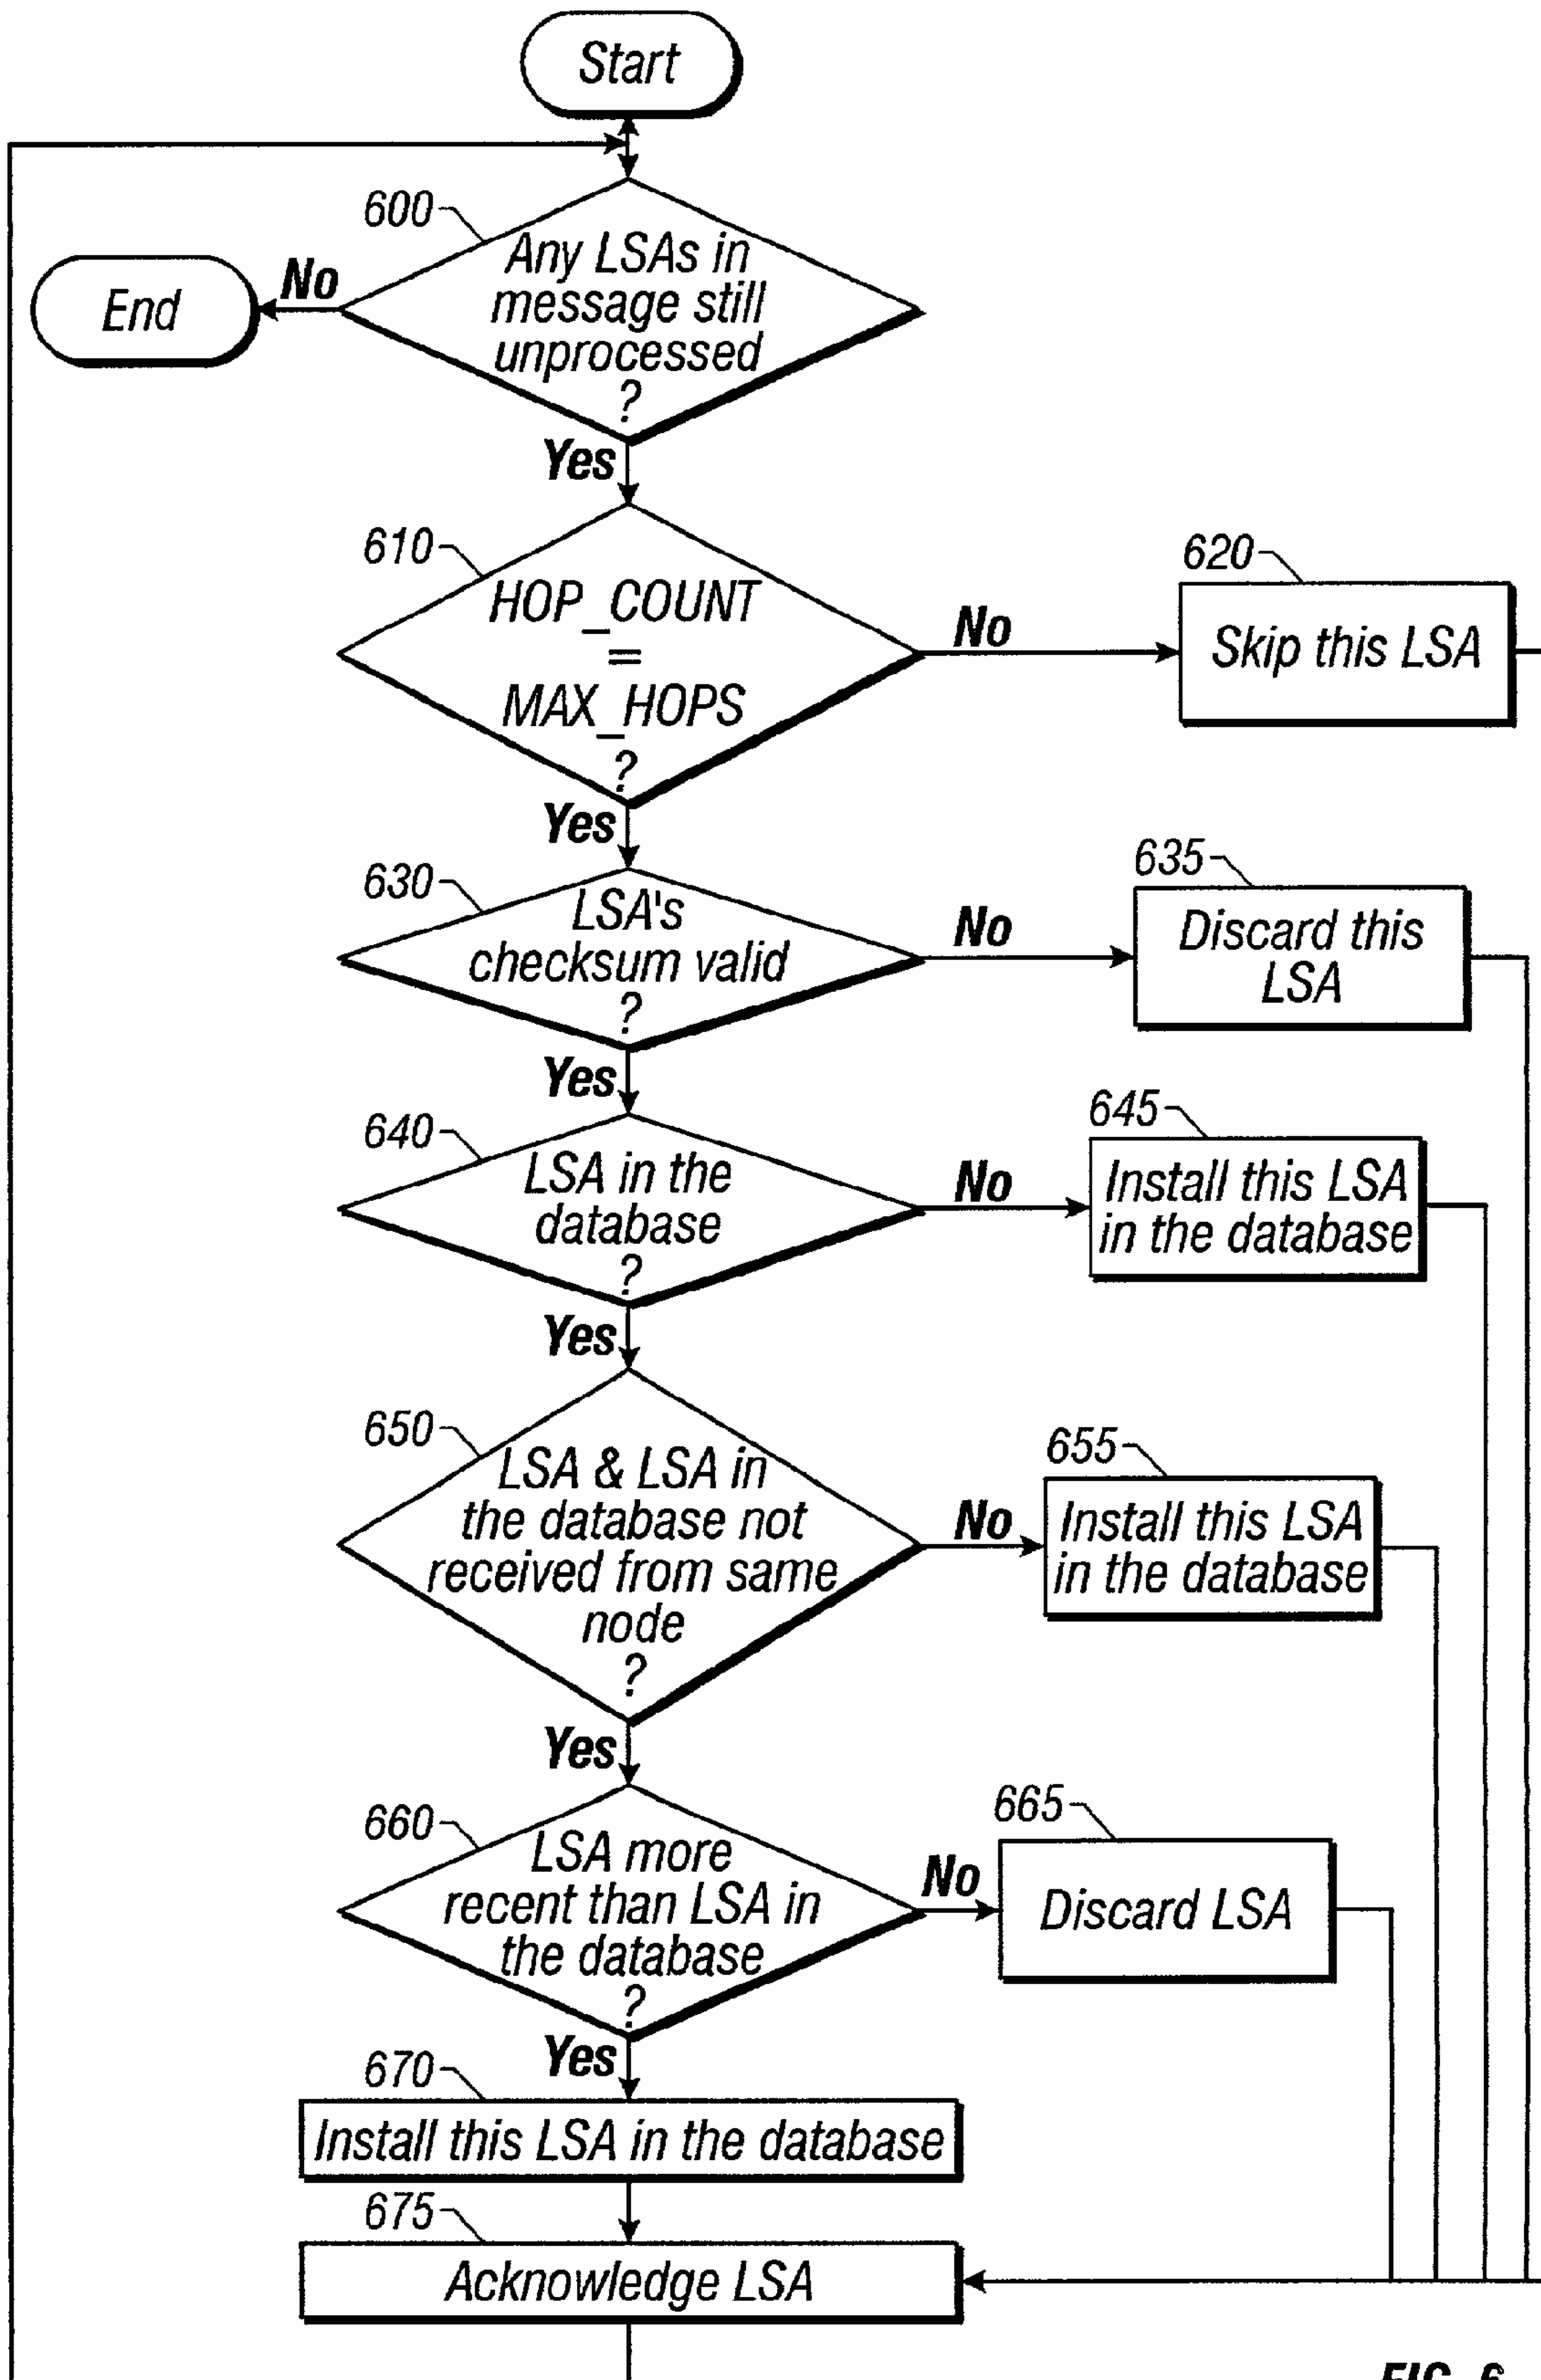 Start
600
Any LSAs in
message still
unprocessed
?
No
End
Yes
610
HOP_COUNT
=
MAX_HOPS
?
No
620
Skip this LSA
Yes
630
LSA's
checksum valid
?
No
635
Discard this
LSA
Yes
640
LSA in the
database
?
No
645
Install this LSA
in the database
Yes
650
LSA & LSA in
the database not
received from same
node
?
No
655
Install this LSA
in the database
Yes
660
LSA more
recent than LSA in
the database
?
No
665
Discard LSA
Yes
670
Install this LSA in the database
675
Acknowledge LSA
FIG. 6